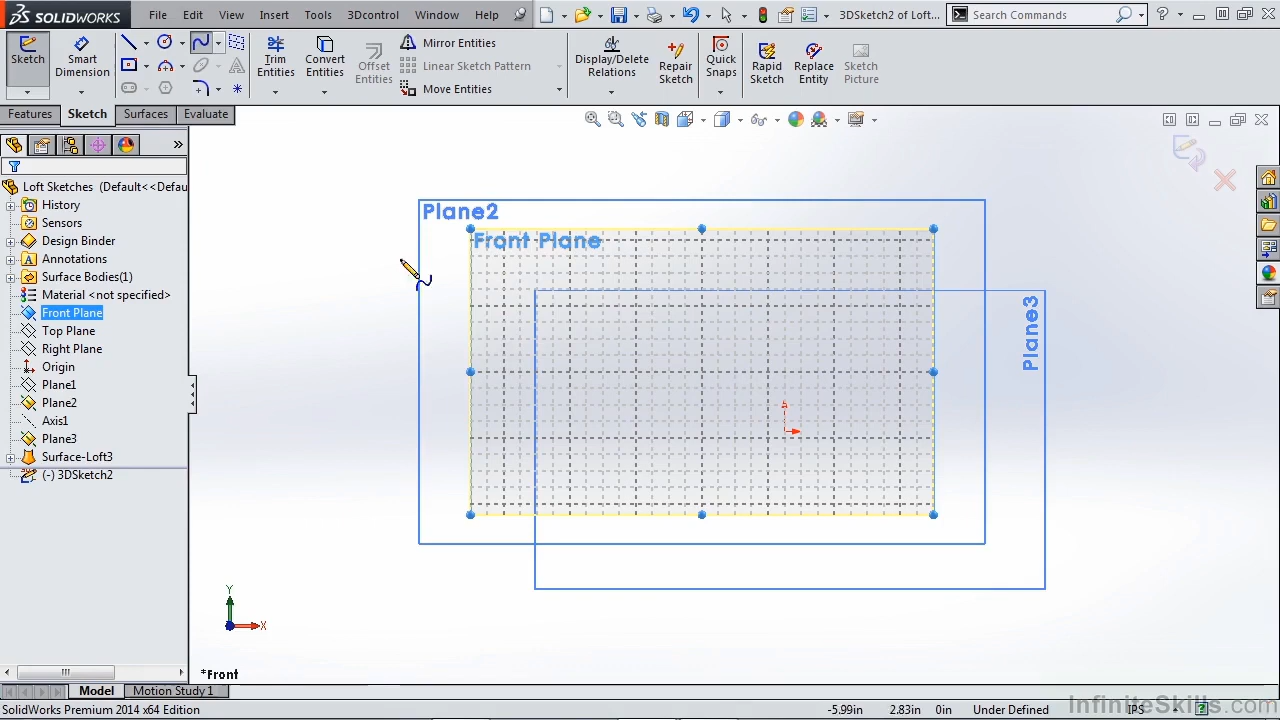 SOLIDWORKS File Edit View Insert Tools 3Dcontrol Window Help 3DSketch2 of Loft... Search Commands
Sketch
Smart Dimension
Trim Entities
Convert Entities
Offset Entities
Mirror Entities
Linear Sketch Pattern
Move Entities
Display/Delete Relations
Repair Sketch
Quick Snaps
Rapid Sketch
Replace Entity
Sketch Picture
Features Sketch Surfaces Evaluate
Loft Sketches (Default<<Defau
History
Sensors
Design Binder
Annotations
Surface Bodies(1)
Material <not specified>
Front Plane
Top Plane
Right Plane
Origin
Plane1
Plane2
Axis1
Plane3
Surface-Loft3
(-) 3DSketch2
Plane2
Front Plane
Plane3
Y
X
*Front
Model Motion Study 1
SolidWorks Premium 2014 x64 Edition -5.99in 2.83in 0in Under Defined IPS
InfiniteSkills.com